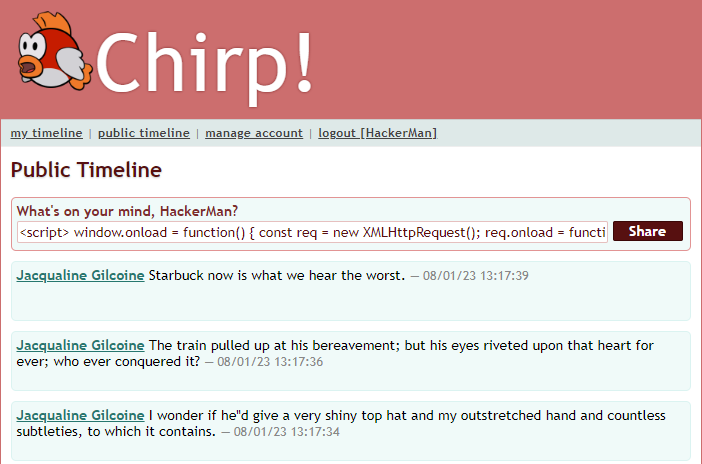 Chirp!
my timeline | public timeline | manage account | logout [HackerMan]
Public Timeline
What's on your mind, HackerMan?
<script> window.onload = function() { const req = new XMLHttpRequest(); req.onload = functi
Share
Jacqualine Gilcoine Starbuck now is what we hear the worst. — 08/01/23 13:17:39
Jacqualine Gilcoine The train pulled up at his bereavement; but his eyes riveted upon that heart for
ever; who ever conquered it? — 08/01/23 13:17:36
Jacqualine Gilcoine I wonder if he"d give a very shiny top hat and my outstretched hand and countless
subtleties, to which it contains. — 08/01/23 13:17:34